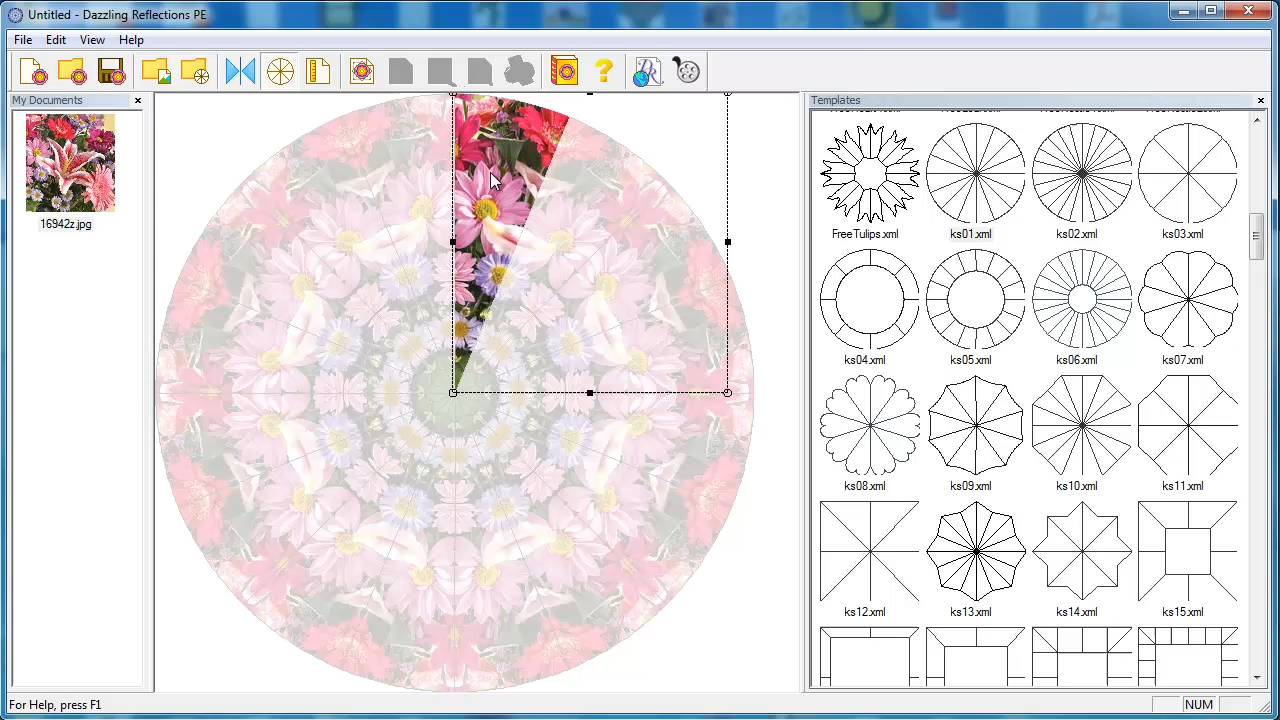 Untitled - Dazzling Reflections PE
File Edit View Help
My Documents
16942z.jpg
Templates
FreeTulips.xml ks01.xml ks02.xml ks03.xml
ks04.xml ks05.xml ks06.xml ks07.xml
ks08.xml ks09.xml ks10.xml ks11.xml
ks12.xml ks13.xml ks14.xml ks15.xml
For Help, press F1
NUM